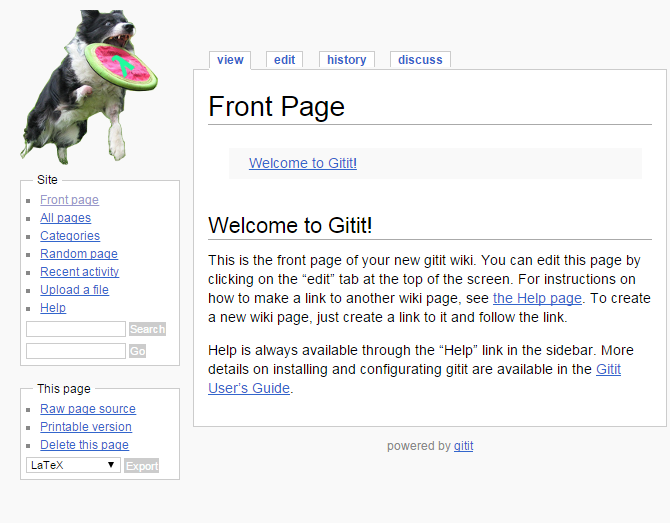 view
edit
history
discuss
Front Page
Welcome to Gitit!
Welcome to Gitit!
This is the front page of your new gitit wiki. You can edit this page by
clicking on the “edit” tab at the top of the screen. For instructions on
how to make a link to another wiki page, see the Help page. To create
a new wiki page, just create a link to it and follow the link.
Help is always available through the “Help” link in the sidebar. More
details on installing and configurating gitit are available in the Gitit
User’s Guide.
powered by gitit
Site
Front page
All pages
Categories
Random page
Recent activity
Upload a file
Help
Search
Go
This page
Raw page source
Printable version
Delete this page
LaTeX
Export